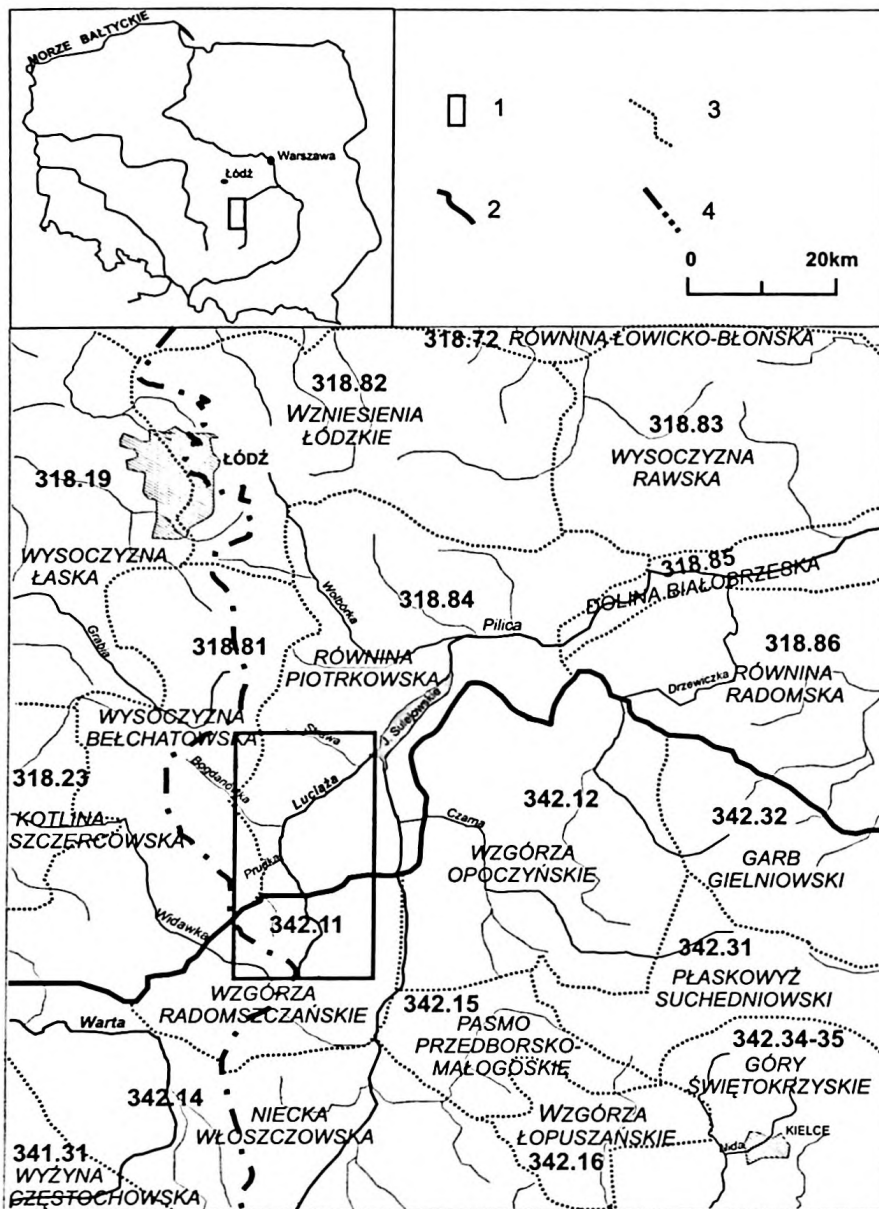 MORZE BAŁTYCKIE
Warszawa
Łódź
1
3
2
4
0 20km
318.72 RÓWNINA ŁOWICKO-BŁOŃSKA
318.82
WZNIESIENIA
ŁÓDZKIE
318.83
WYSOCZYZNA
RAWSKA
ŁÓDŹ
318.19
WYSOCZYZNA
ŁASKA
318.85
DOLINA BIAŁOBRZESKA
Wolbórka
318.84
Pilica
Grabia
318.81
RÓWNINA
PIOTRKOWSKA
318.86
RÓWNINA
RADOMSKA
Drzewiczka
J. Sulejowskie
WYSOCZYZNA
BEŁCHATOWSKA
Strawa
Bogdanówka
Luciąża
318.23
KOTLINA
SZCZERCOWSKA
Czarna
342.12
WZGÓRZA
OPOCZYŃSKIE
342.32
GARB
GIELNIOWSKI
Prudka
Widawka
342.11
342.31
PŁASKOWYŻ
SUCHEDNIOWSKI
WZGÓRZA
RADOMSZCZAŃSKIE
342.15
PASMO
PRZEDBORSKO-
MAŁOGOSKIE
Warta
342.34-35
GÓRY
ŚWIĘTOKRZYSKIE
342.14
NIECKA
WŁOSZCZOWSKA
WZGÓRZA
ŁOPUSZAŃSKIE
342.16
Nida
KIELCE
341.31
WYŻYNA
CZĘSTOCHOWSKA